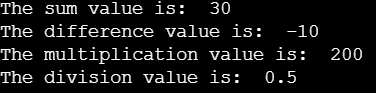 The sum value is:  30
The difference value is:  -10
The multiplication value is:  200
The division value is:  0.5